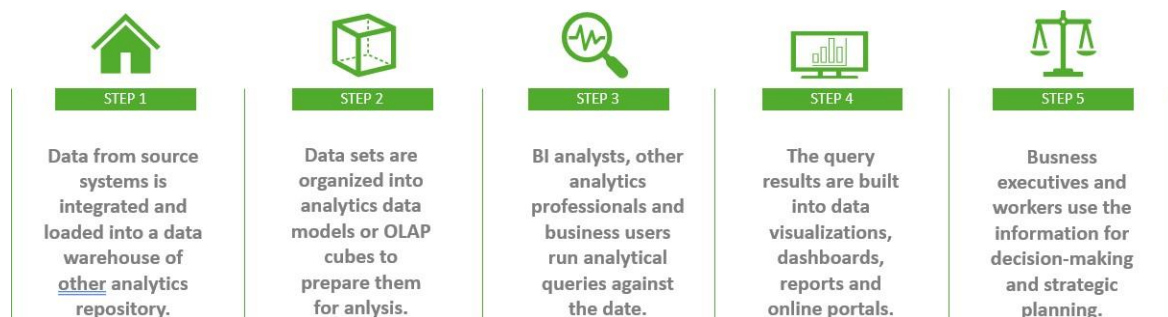 STEP 1
Data from source
systems is
integrated and
loaded into a data
warehouse of
other analytics
repository.
STEP 2
Data sets are
organized into
analytics data
models or OLAP
cubes to
prepare them
for anlysis.
STEP 3
BI analysts, other
analytics
professionals and
business users
run analytical
queries against
the date.
STEP 4
The query
results are built
into data
visualizations,
dashboards,
reports and
online portals.
STEP 5
Busness
executives and
workers use the
information for
decision-making
and strategic
planning.